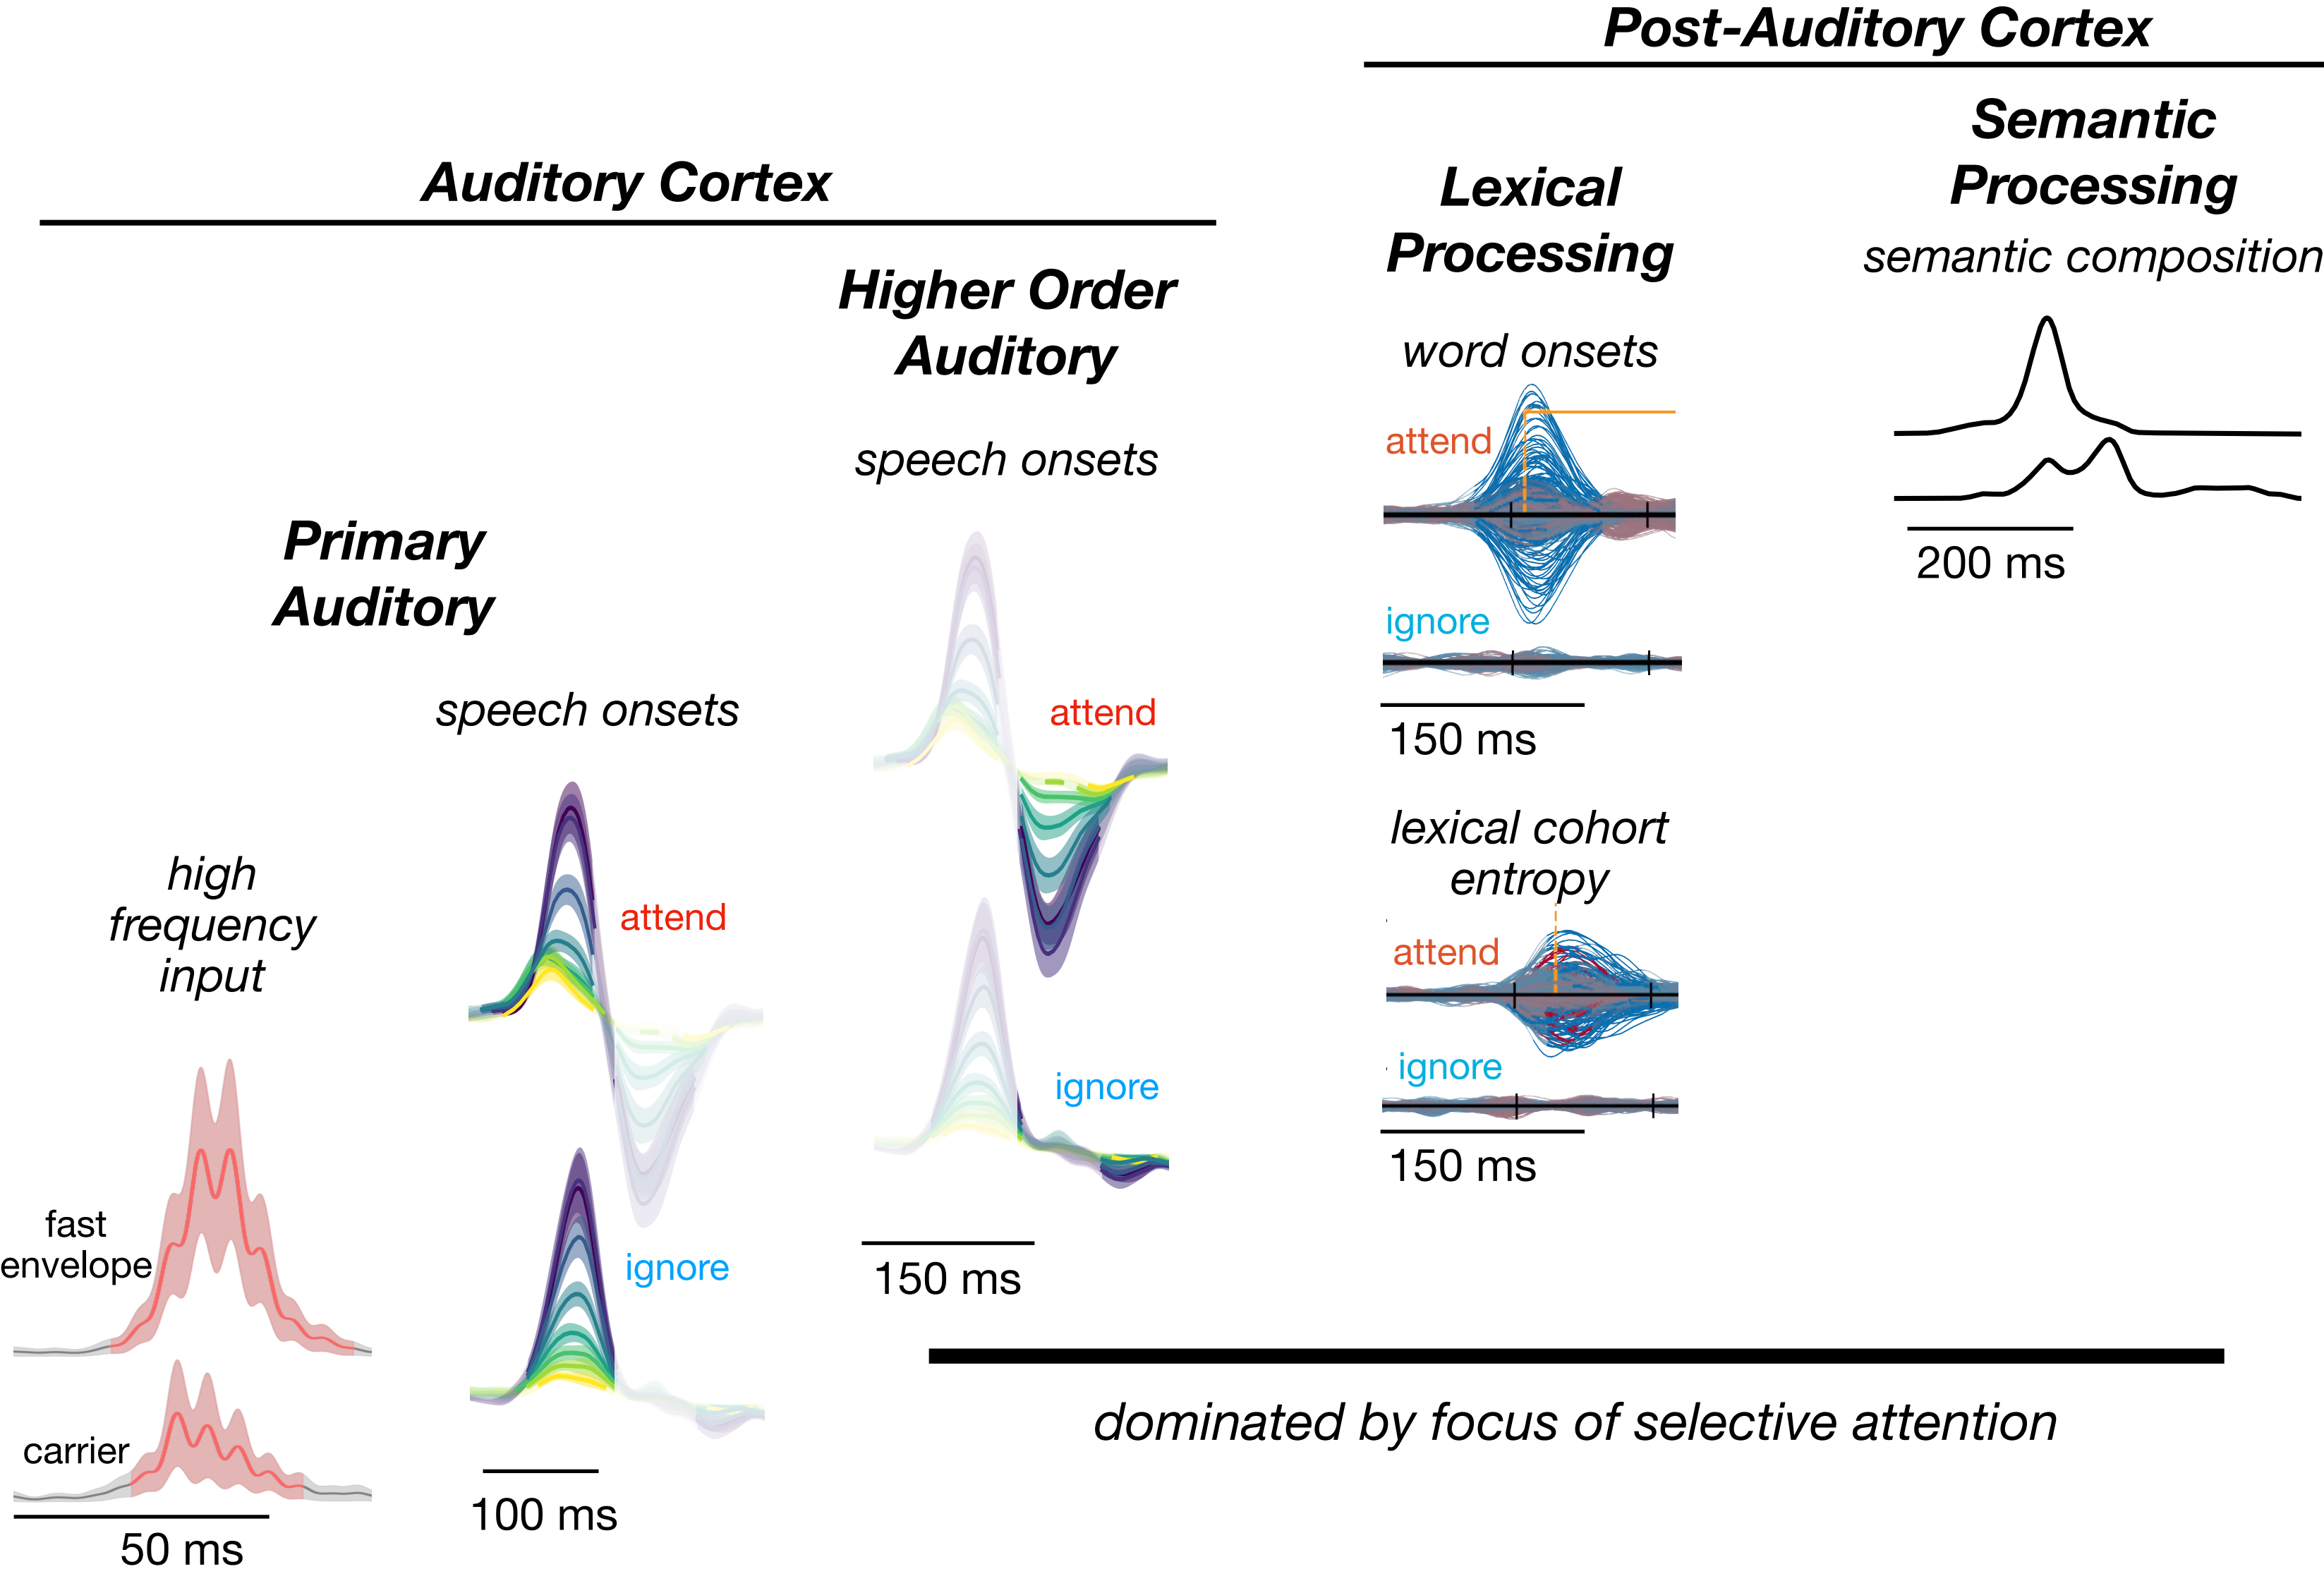 Post-Auditory Cortex
Semantic
Processing
semantic composition
200 ms
Auditory Cortex
Lexical
Processing
word onsets
attend
ignore
150 ms
lexical cohort
entropy
attend
ignore
150 ms
Higher Order
Auditory
speech onsets
attend
ignore
150 ms
Primary
Auditory
speech onsets
attend
ignore
100 ms
high
frequency
input
fast
envelope
carrier
50 ms
dominated by focus of selective attention